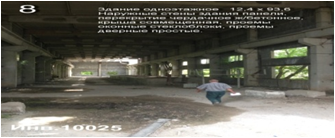 8
Здание одноэтажное 12,4 х 93,6
Наружные стены здания панели
перекрытие чердачное ж/бетонное,
крыша совмещенная, проемы
оконные стеклоблоки, проемы
дверные простые
Инв. 10025